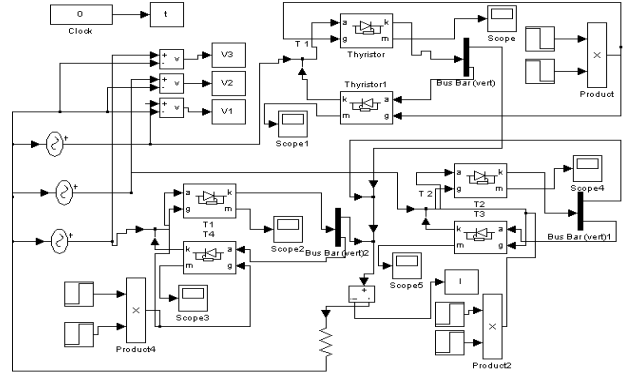 0
t
Clock
+
-
v
V3
+
-
v
V2
+
-
v
V1
+
+
+
T 1
a
k
g
m
Thyristor
Scope
Thyristor1
k
a
m
g
Bus Bar (vert)
×
Product
Scope1
T 2
a
k
g
m
T2
Scope4
T3
k
a
m
g
Bus Bar (vert)1
a
k
g
m
T1
T4
k
a
m
g
Scope2
Bus Bar (vert)2
Scope3
Scope5
×
Product4
+
-
I
×
Product2